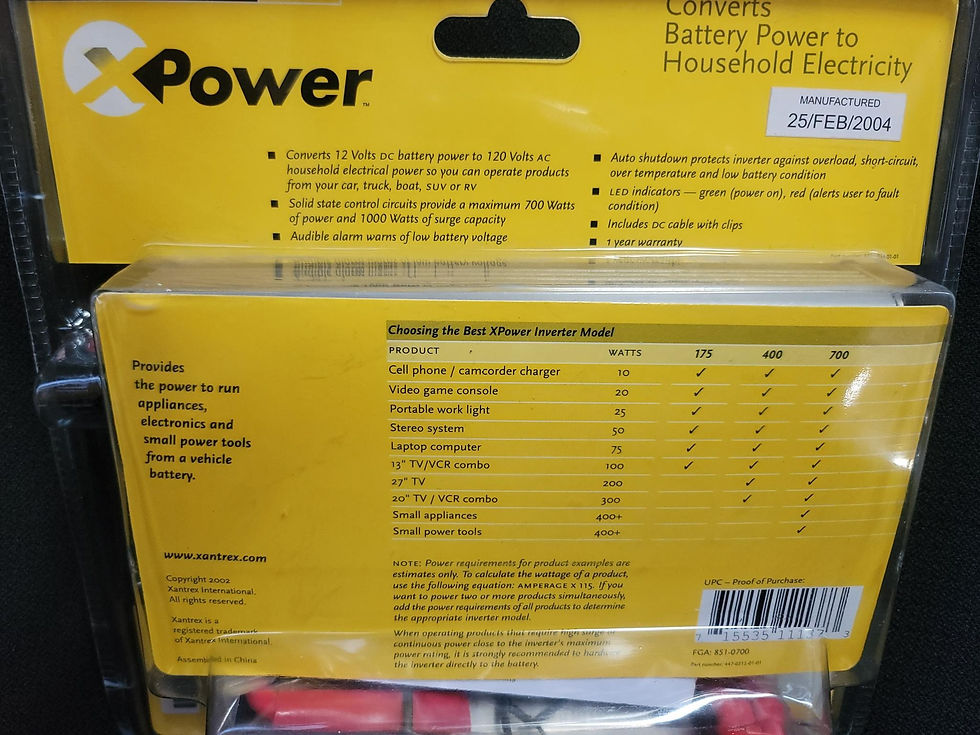 XPower™
Converts
Battery Power to
Household Electricity
MANUFACTURED
25/FEB/2004
■ Converts 12 Volts DC battery power to 120 Volts AC
household electrical power so you can operate products
from your car, truck, boat, SUV or RV
■ Solid state control circuits provide a maximum 700 Watts
of power and 1000 Watts of surge capacity
■ Audible alarm warns of low battery voltage
■ Auto shutdown protects inverter against overload, short-circuit,
over temperature and low battery condition
■ LED indicators — green (power on), red (alerts user to fault
condition)
■ Includes DC cable with clips
■ 1 year warranty
Provides
the power to run
appliances,
electronics and
small power tools
from a vehicle
battery.
www.xantrex.com
Copyright 2002
Xantrex International.
All rights reserved.
Xantrex is a
registered trademark
of Xantrex International.
Assembled in China
Choosing the Best XPower Inverter Model
PRODUCT WATTS 175 400 700
Cell phone / camcorder charger 10 ✓ ✓ ✓
Video game console 20 ✓ ✓ ✓
Portable work light 25 ✓ ✓ ✓
Stereo system 50 ✓ ✓ ✓
Laptop computer 75 ✓ ✓ ✓
13" TV/VCR combo 100 ✓ ✓ ✓
27" TV 200 ✓ ✓
20" TV / VCR combo 300 ✓ ✓
Small appliances 400+ ✓
Small power tools 400+ ✓
NOTE: Power requirements for product examples are
estimates only. To calculate the wattage of a product,
use the following equation: AMPERAGE X 115. If you
want to power two or more products simultaneously,
add the power requirements of all products to determine
the appropriate inverter model.
When operating products that require high surge or
continuous power close to the inverter's maximum
power rating, it is strongly recommended to hardwire
the inverter directly to the battery.
UPC – Proof of Purchase:
7 15535 11137 3
FGA: 851-0700
Part number: 447-0215-01-01